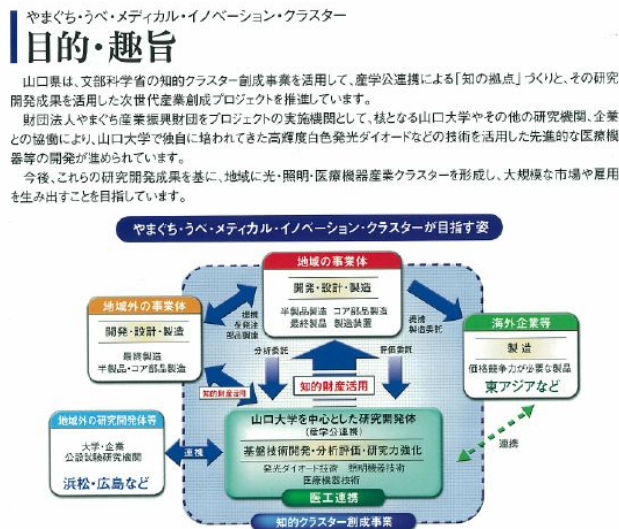 やまぐち・うべ・メディカル・イノベーション・クラスター
目的・趣旨
山口県は、文部科学省の知的クラスター創成事業を活用して、産学公連携による「知の拠点」づくりと、その研究
開発成果を活用した次世代産業創成プロジェクトを推進しています。
財団法人やまぐち産業振興財団をプロジェクトの実施機関として、核となる山口大学やその他の研究機関、企業
との協働により、山口大学で独自に培われてきた高輝度白色発光ダイオードなどの技術を活用した先進的な医療機
器等の開発が進められています。
今後、これらの研究開発成果を基に、地域に光・照明・医療機器産業クラスターを形成し、大規模な市場や雇用
を生み出すことを目指しています。
やまぐち・うべ・メディカル・イノベーション・クラスターが目指す姿
地域の事業体
開発・設計・製造
半製品製造 コア部品製造
最終製品 製造装置
地域外の事業体
開発・設計・製造
最終製造
半製品・コア部品製造
提携
受発注
部品製造
提携
製造委託
海外企業等
製造
価格競争力が必要な製品
東アジアなど
分析委託
評価委託
知的財産活用
知的財産活用
地域外の研究開発体等
大学・企業
公設試験研究機関
浜松・広島など
連携
山口大学を中心とした研究開発体
(産学公連携)
基盤技術開発・分析評価・研究力強化
発光ダイオード技術 照明機器技術
医療機器技術
医工連携
連携
知的クラスター創成事業